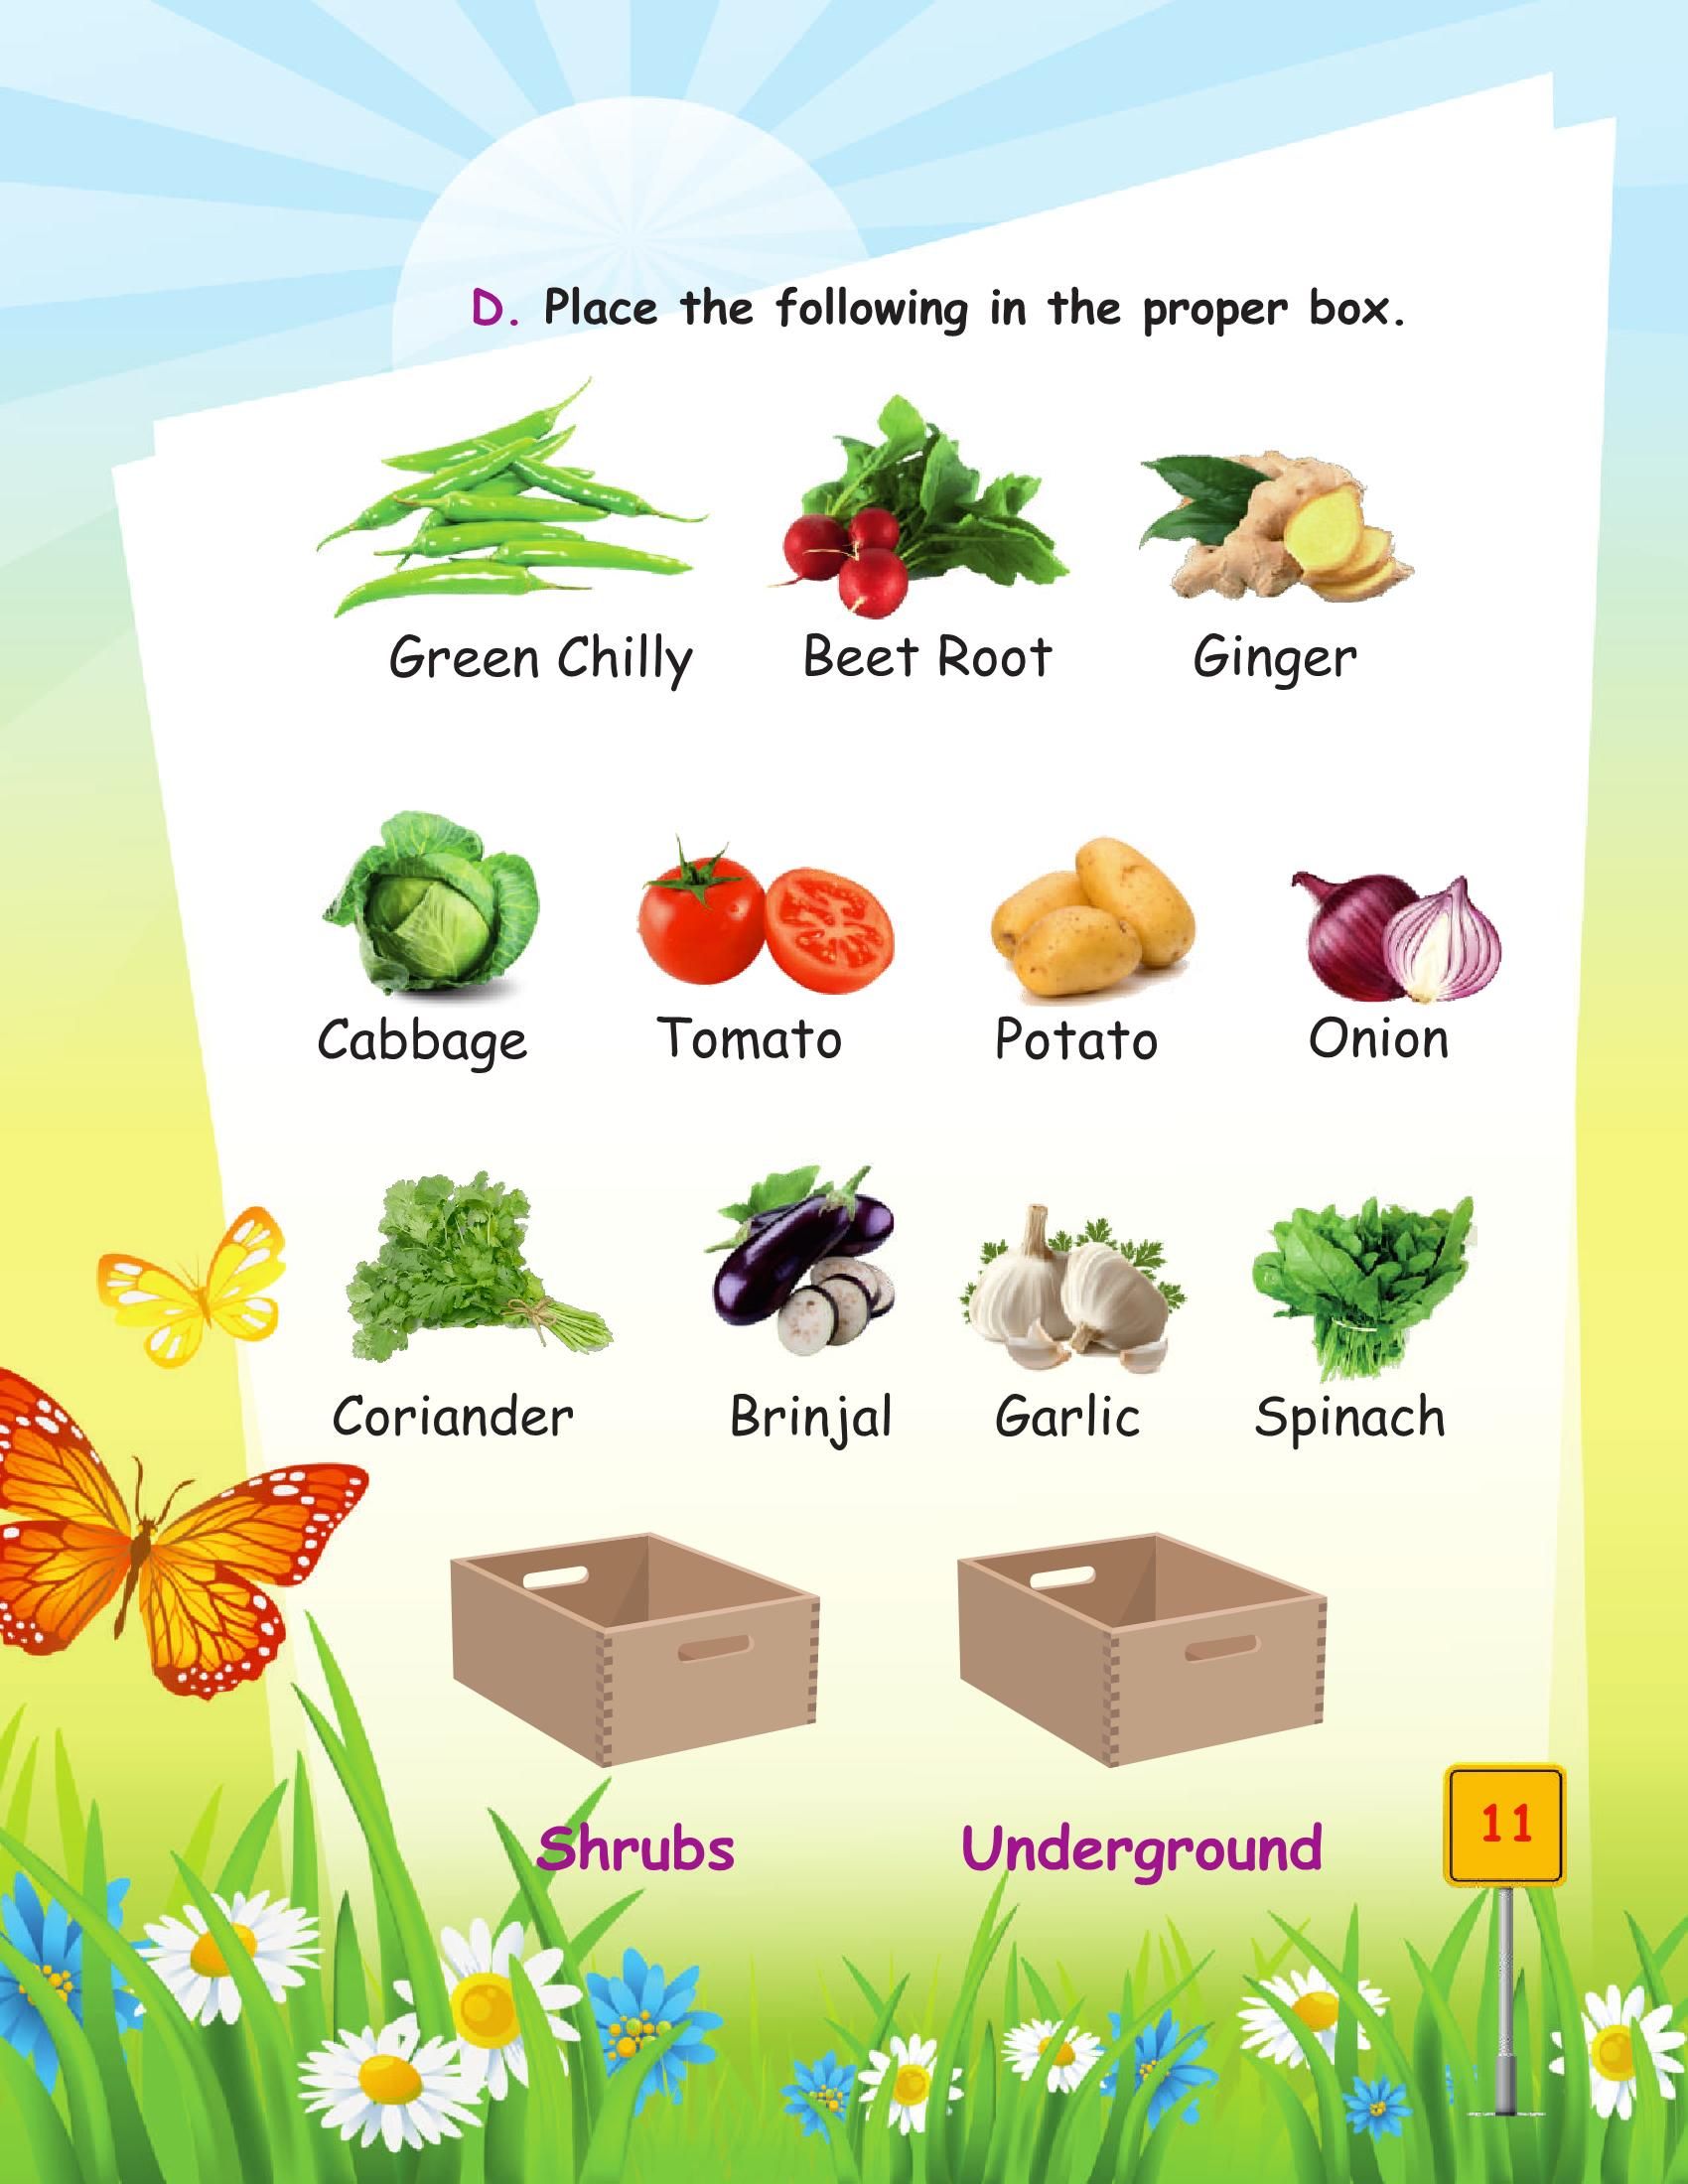 D. Place the following in the proper box.
Green Chilly Beet Root Ginger
Cabbage Tomato Potato Onion
Coriander Brinjal Garlic Spinach
Shrubs Underground
11